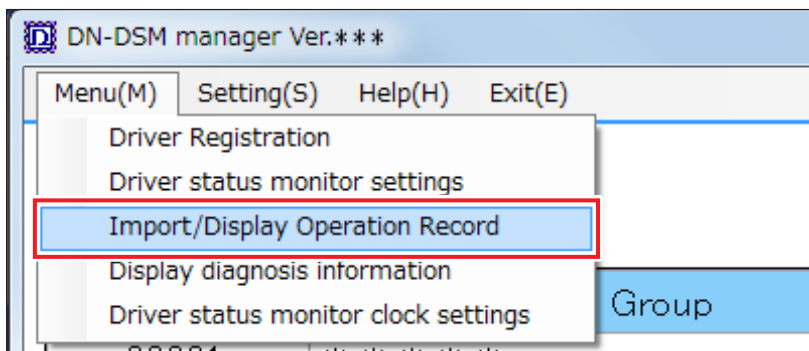 DN-DSM manager Ver.***
Menu(M) Setting(S) Help(H) Exit(E)
Driver Registration
Driver status monitor settings
Import/Display Operation Record
Display diagnosis information
Group
Driver status monitor clock settings